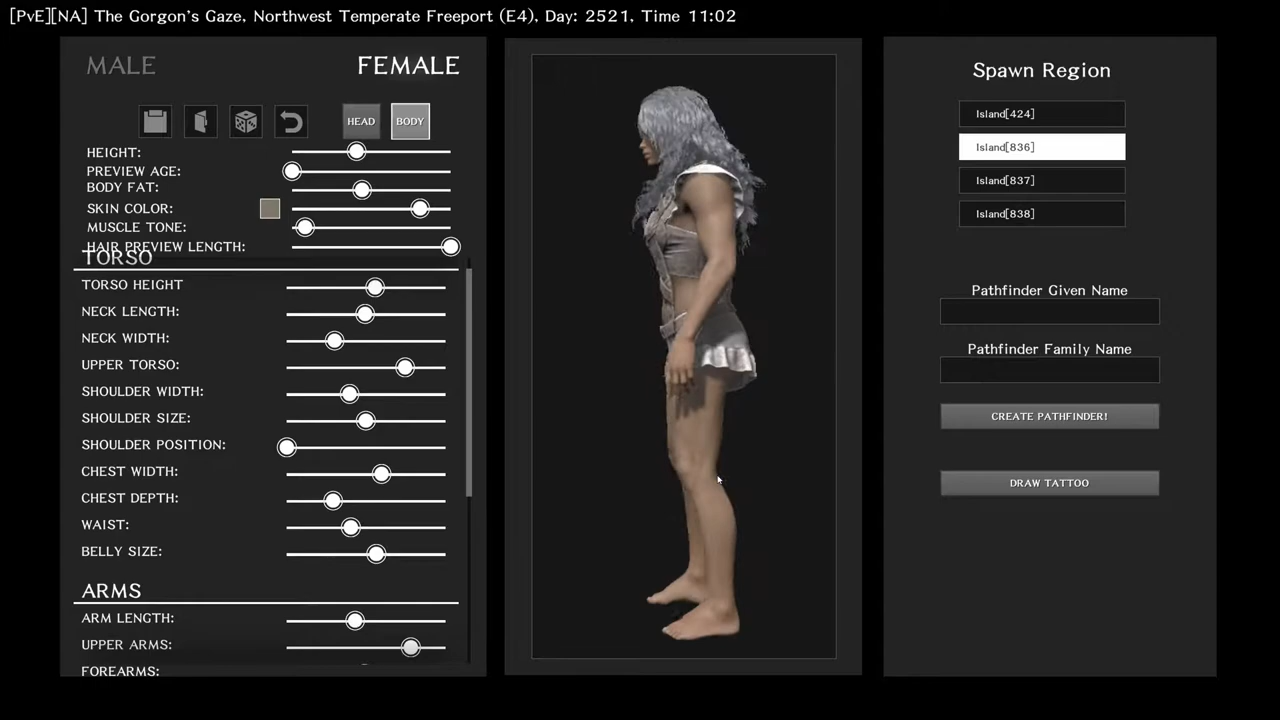 [PvE][NA] The Gorgon's Gaze, Northwest Temperate Freeport (E4), Day: 2521, Time 11:02
MALE
FEMALE
HEAD
BODY
HEIGHT:
PREVIEW AGE:
BODY FAT:
SKIN COLOR:
MUSCLE TONE:
HAIR PREVIEW LENGTH:
TORSO
TORSO HEIGHT
NECK LENGTH:
NECK WIDTH:
UPPER TORSO:
SHOULDER WIDTH:
SHOULDER SIZE:
SHOULDER POSITION:
CHEST WIDTH:
CHEST DEPTH:
WAIST:
BELLY SIZE:
ARMS
ARM LENGTH:
UPPER ARMS:
FOREARMS:
Spawn Region
Island[424]
Island[836]
Island[837]
Island[838]
Pathfinder Given Name
Pathfinder Family Name
CREATE PATHFINDER!
DRAW TATTOO